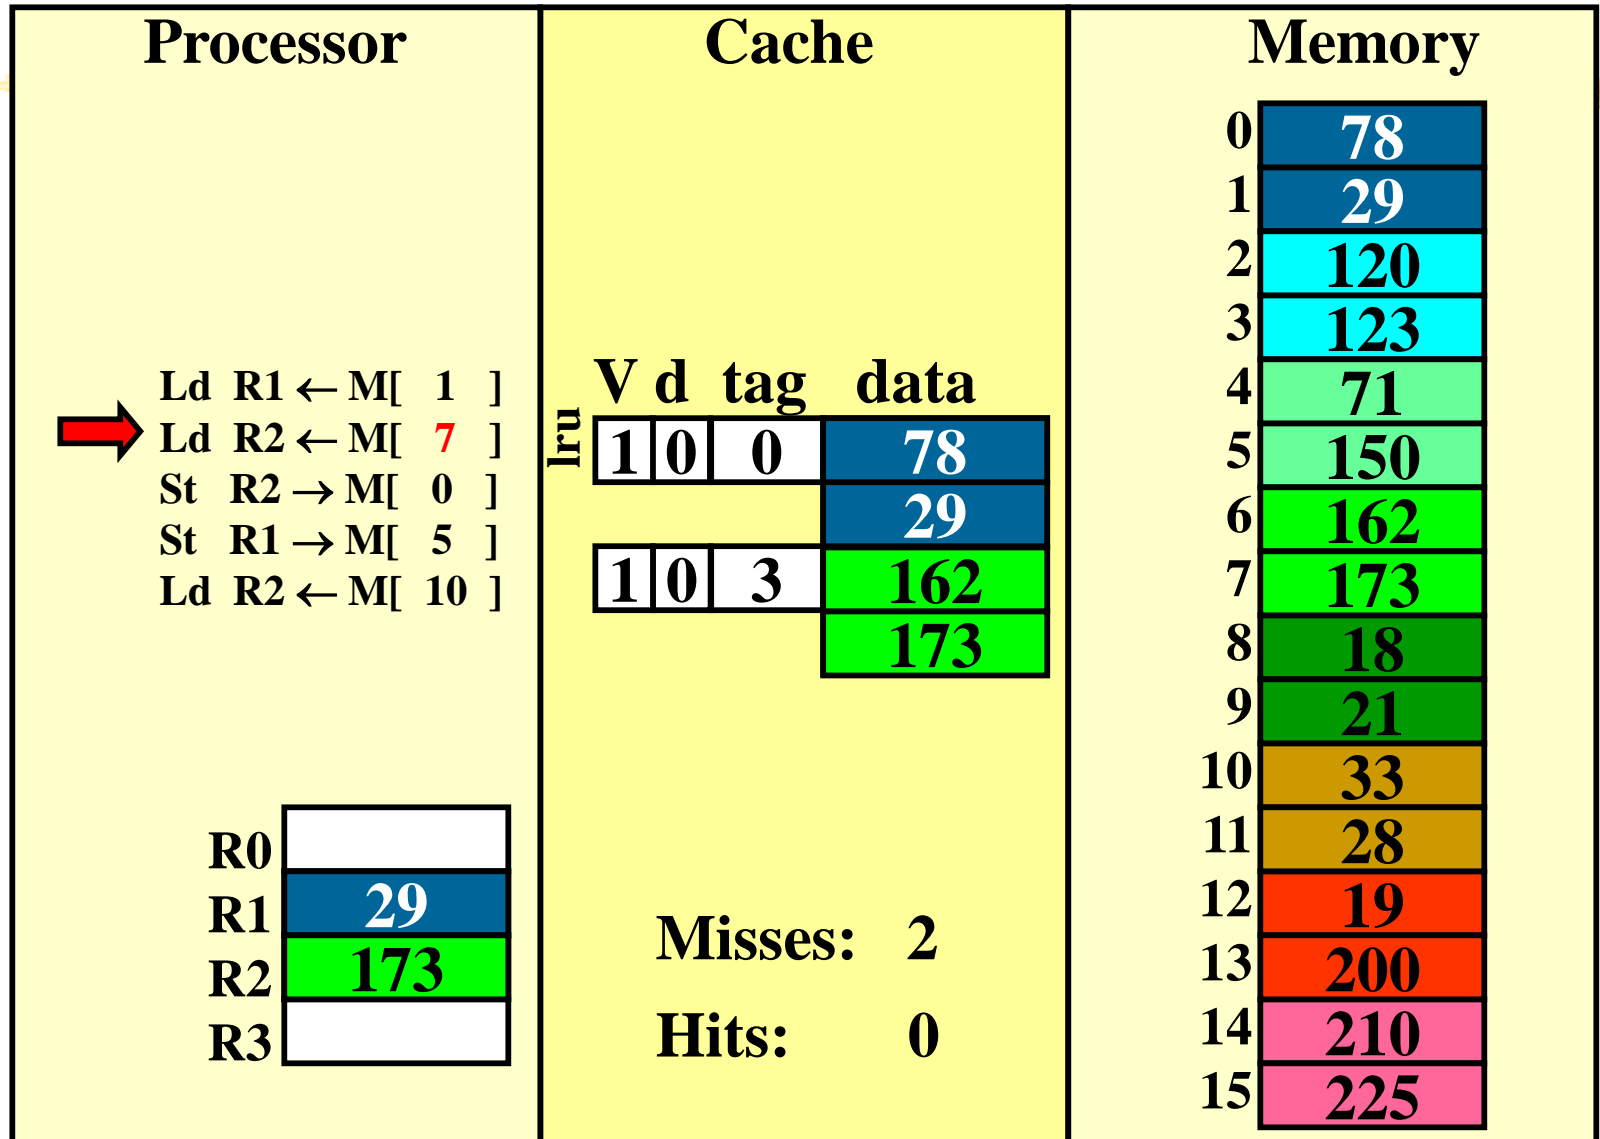 Processor
Ld R1 ← M[ 1 ]
Ld R2 ← M[ 7 ]
St R2 → M[ 0 ]
St R1 → M[ 5 ]
Ld R2 ← M[ 10 ]
R0
R1 29
R2 173
R3
Cache
V d tag data
lru
1 0 0 78
29
1 0 3 162
173
Misses: 2
Hits: 0
Memory
0 78
1 29
2 120
3 123
4 71
5 150
6 162
7 173
8 18
9 21
10 33
11 28
12 19
13 200
14 210
15 225